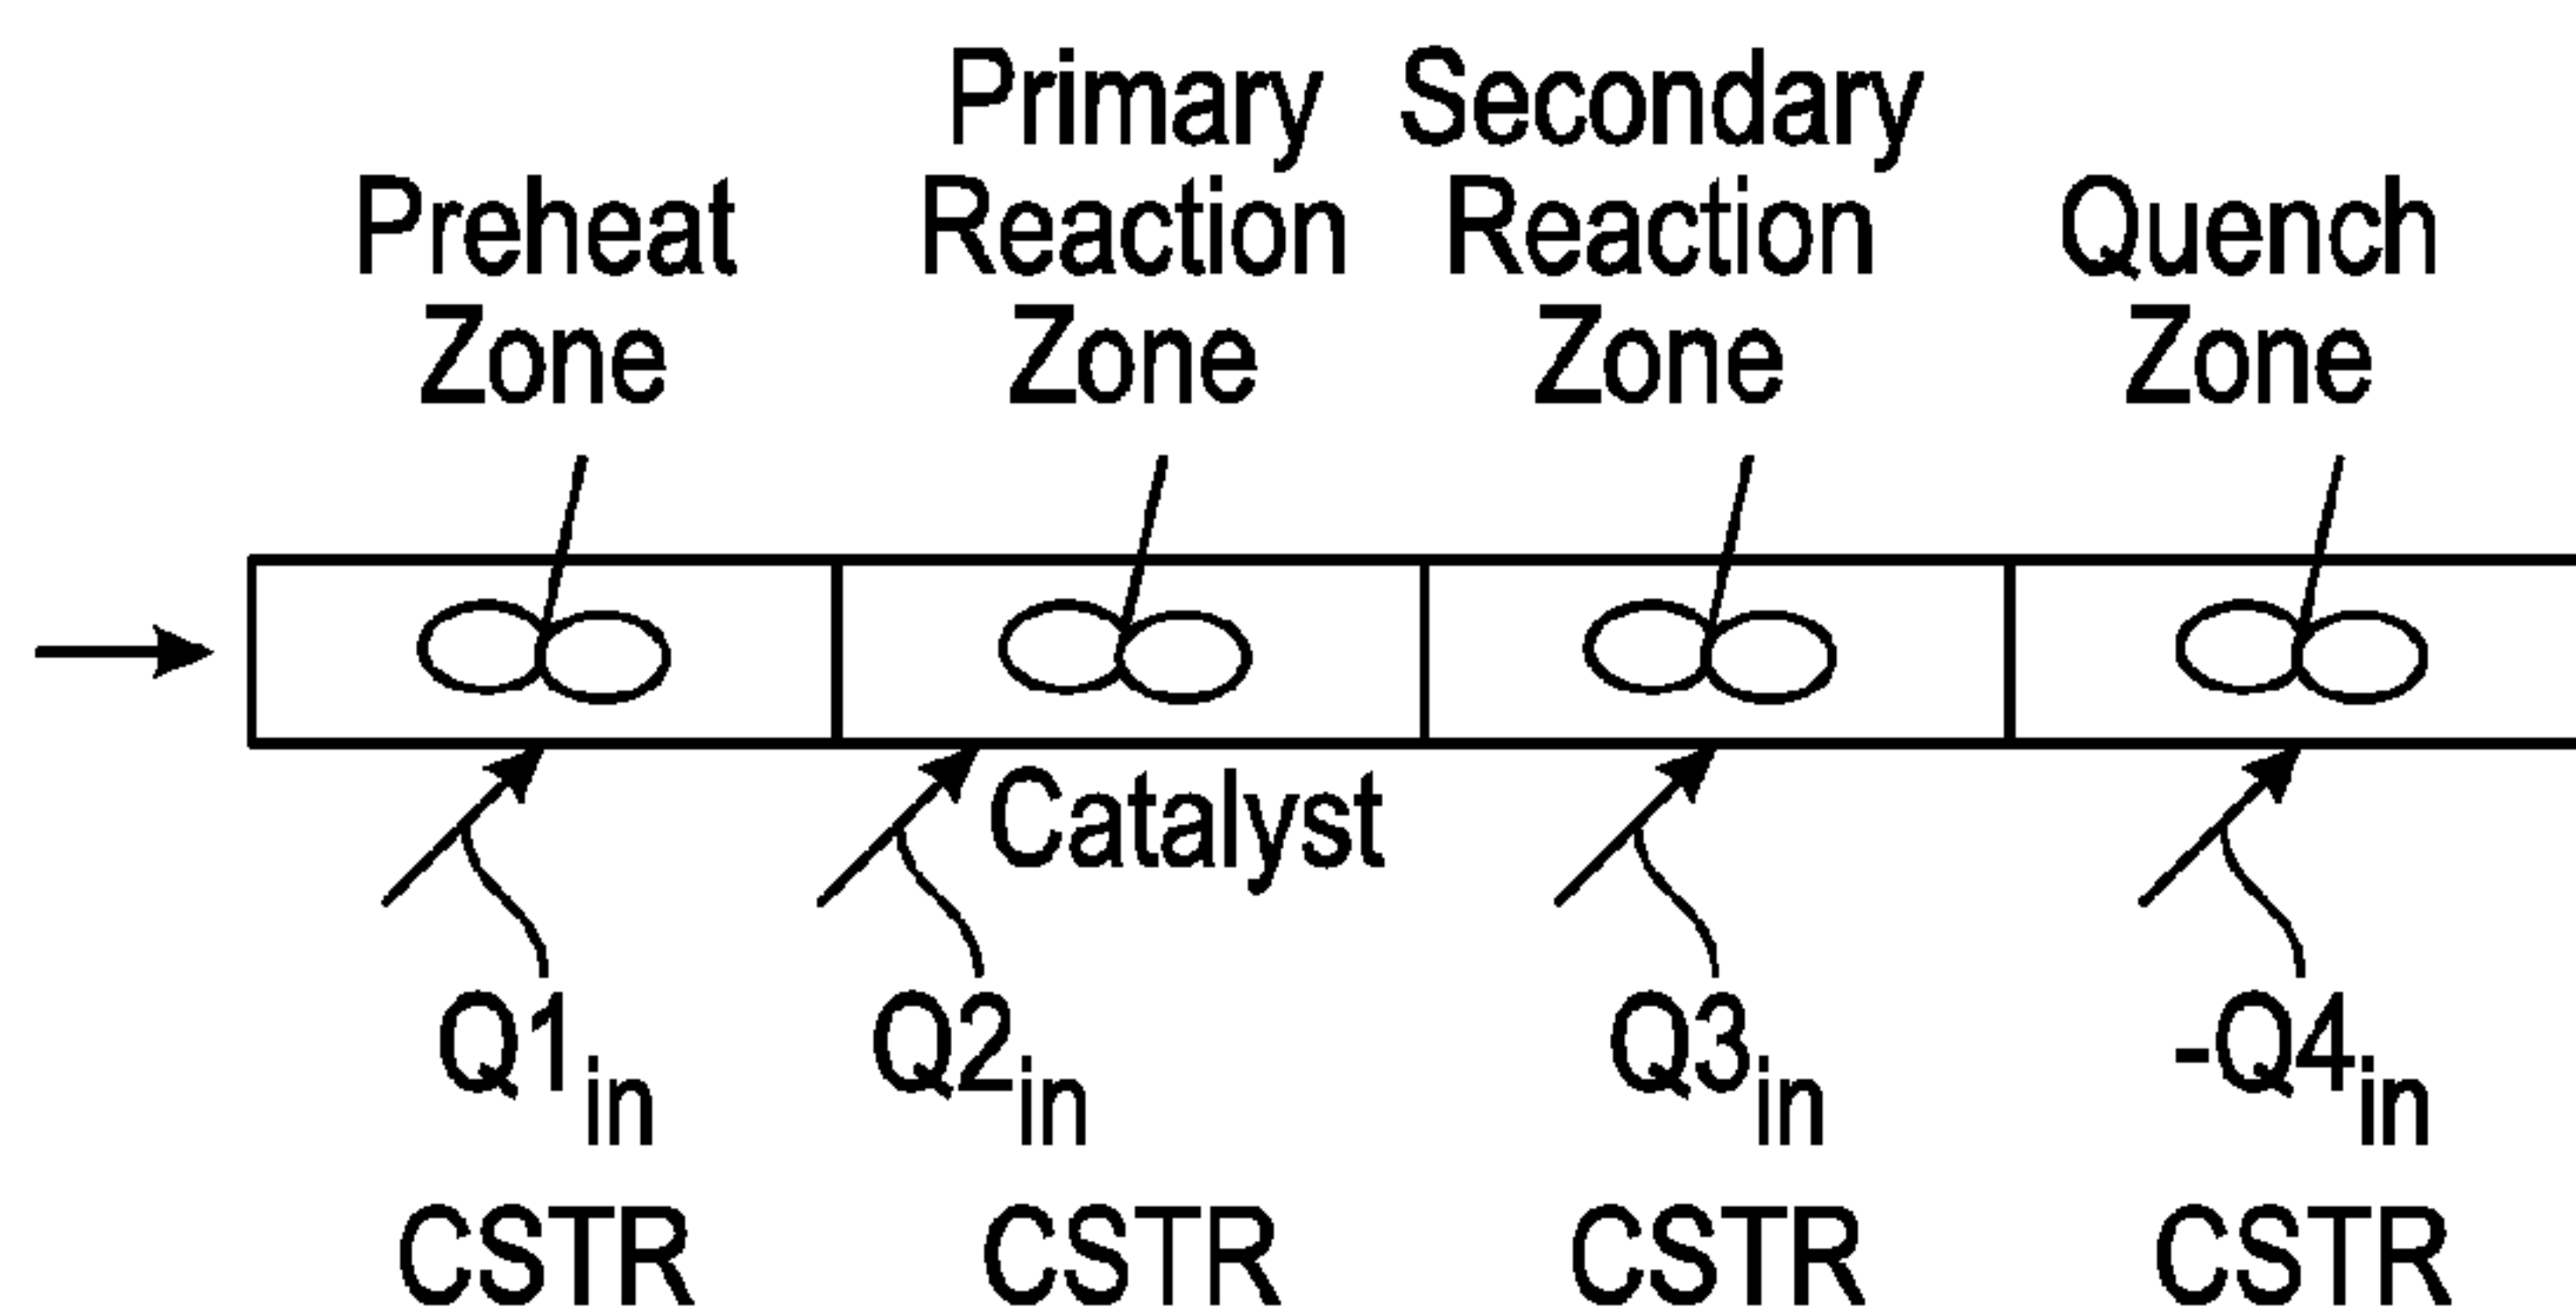 Preheat
Zone
Primary
Reaction
Zone
Secondary
Reaction
Zone
Quench
Zone
Catalyst
Q1in
Q2in
Q3in
-Q4in
CSTR
CSTR
CSTR
CSTR